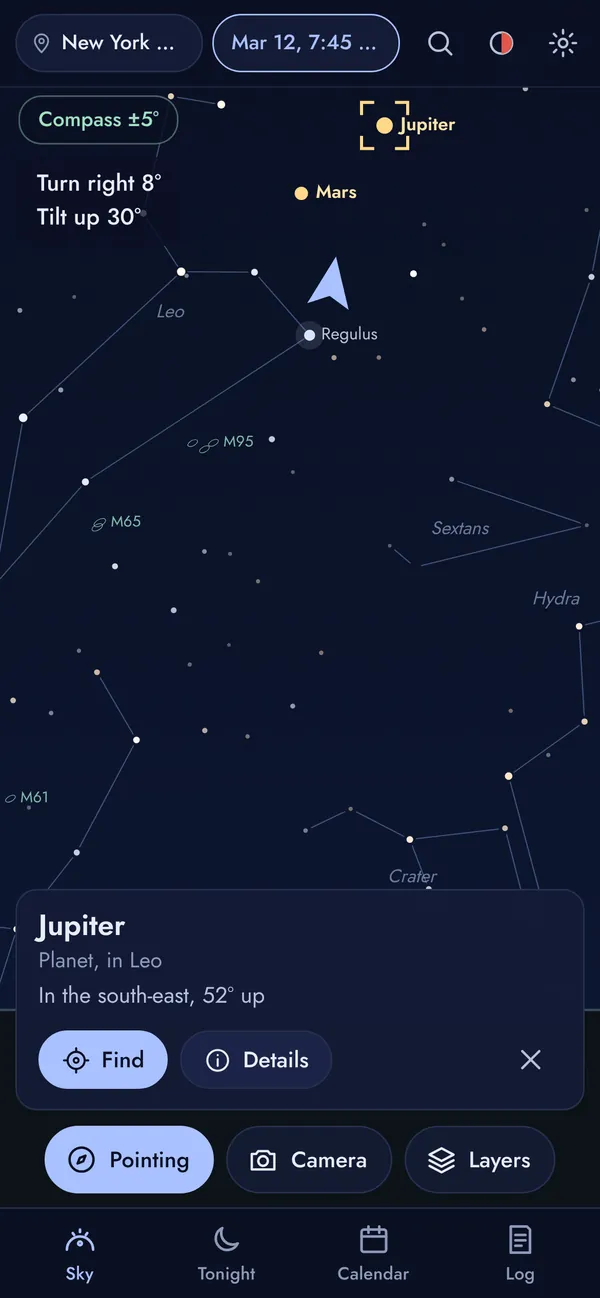 New York ...
Mar 12, 7:45 ...
Compass ±5°
Jupiter
Turn right 8°
Tilt up 30°
Mars
Leo
Regulus
M95
M65
Sextans
Hydra
M61
Crater
Jupiter
Planet, in Leo
In the south-east, 52° up
Find
Details
Pointing
Camera
Layers
Sky
Tonight
Calendar
Log